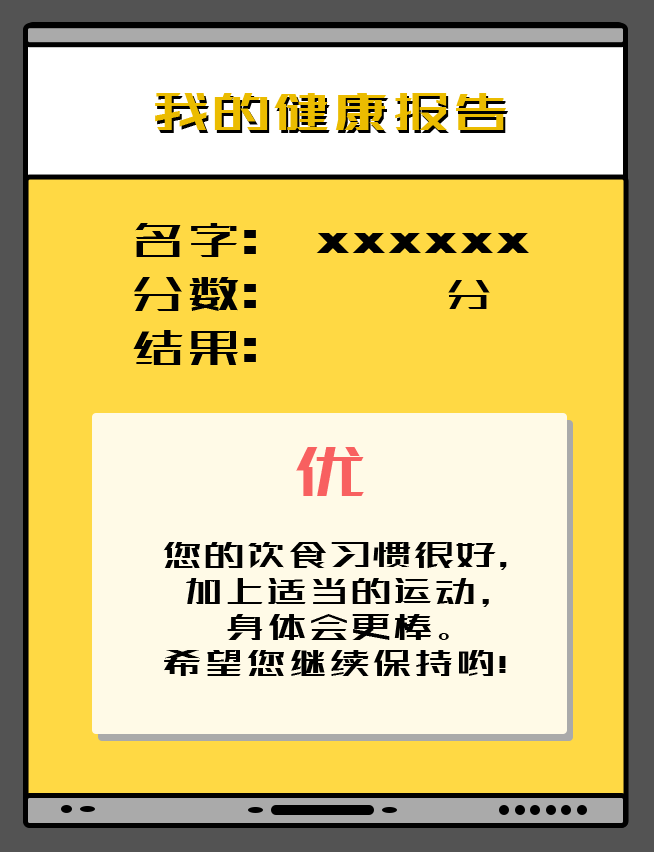 我的健康报告
名字: xxxxxx
分数: 分
结果:
优
您的饮食习惯很好,
加上适当的运动,
身体会更棒。
希望您继续保持哟!